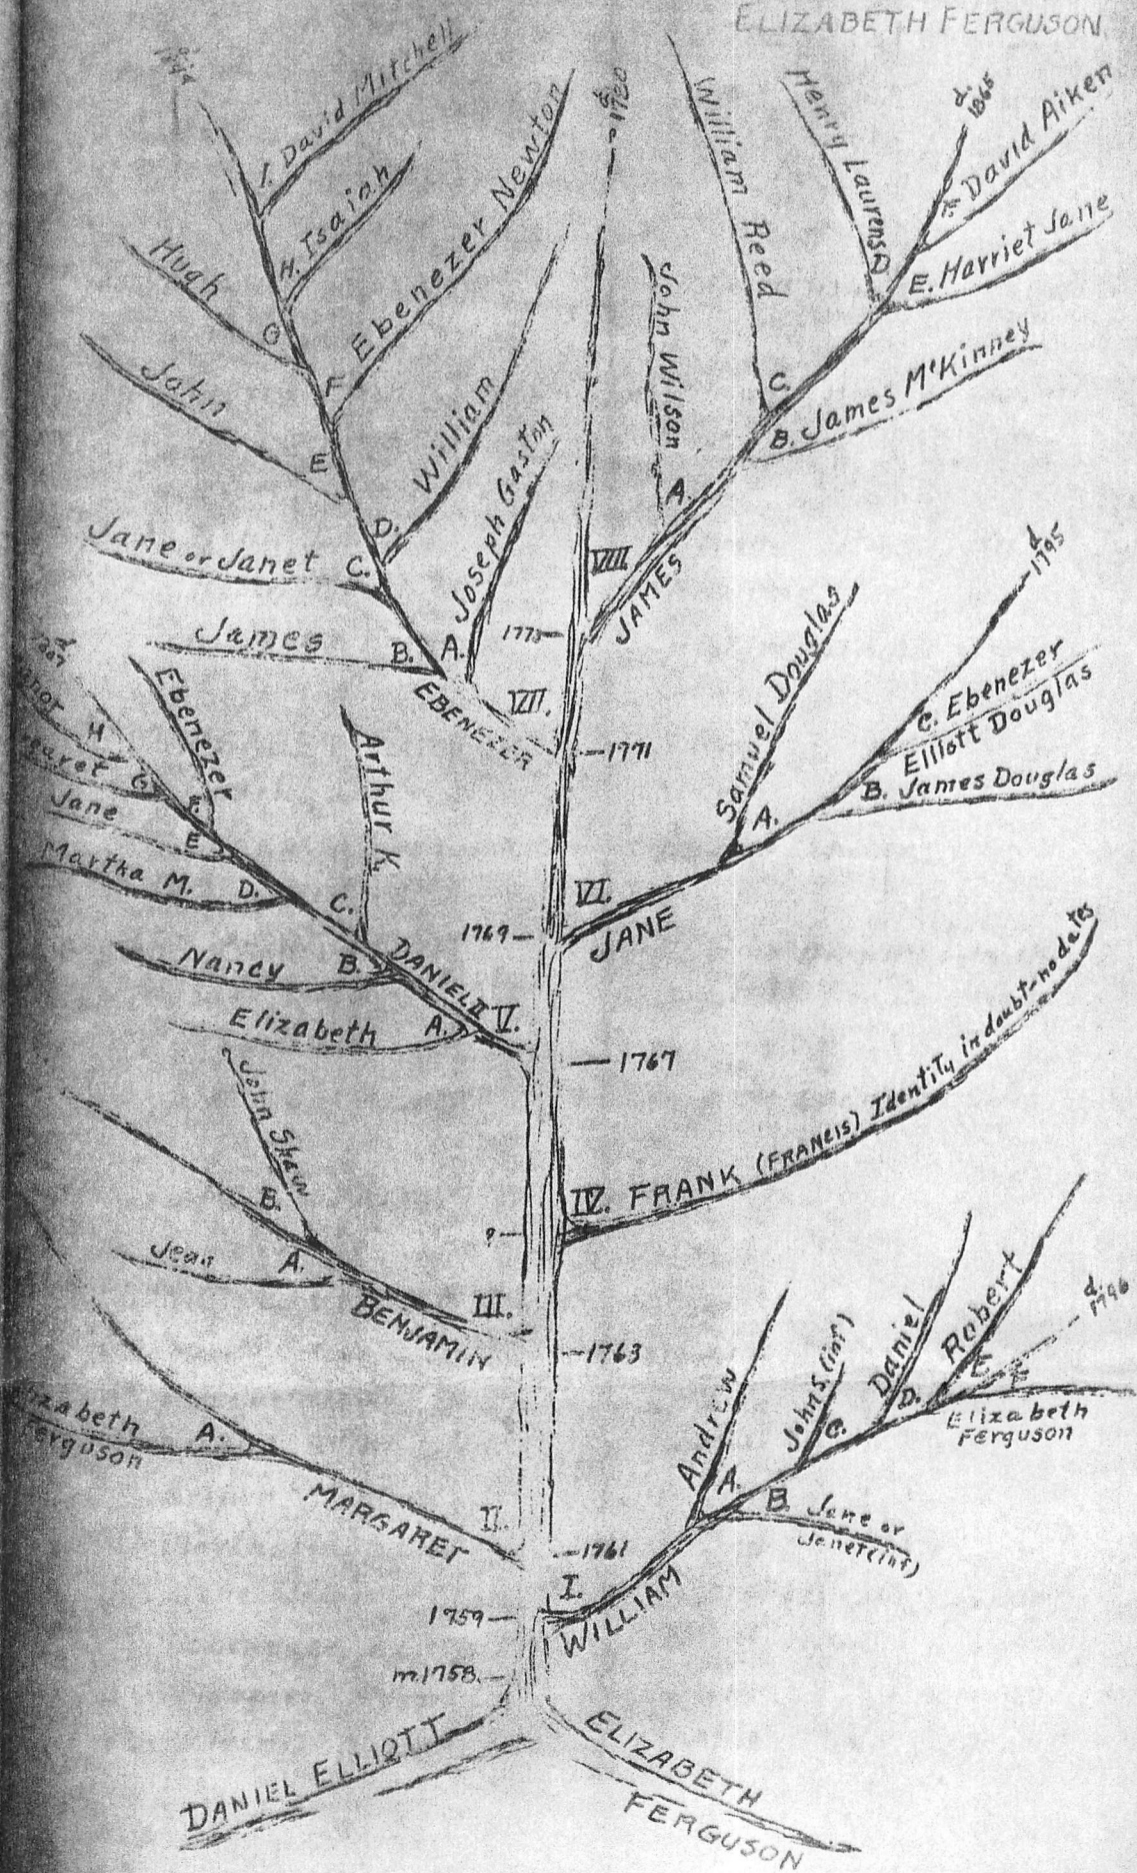 ELIZABETH FERGUSON.
I. David Mitchell
H. Isaiah
Hugh
G
Ebenezer Newton
F
John
E
William
D.
Jane or Janet C.
Joseph Gaston
A.
James B.
EBENEZER
VII.
d. 1780
William Reed
C.
Henry Laurens D
d. 1865
F. David Aiken
E. Harriet Jane
B. James McKinney
John Wilson
A.
VIII
JAMES
1775
1771
H
G
Ebenezer
F.
Jane
E
Martha M. D.
Arthur K.
C.
Nancy B.
DANIEL II V.
Elizabeth A.
d. 1795
Samuel Douglas
A.
C. Ebenezer
Elliott Douglas
B. James Douglas
VI.
JANE
1769
1767
John Shaw
B.
Jean A.
III.
BENJAMIN
IV. FRANK (FRANCIS) Identity in doubt-no dates
?
1763
Elizabeth
Ferguson
A.
MARGARET
II.
Andrew
A.
John S. (inf)
C.
Daniel
D.
Robert
E
d. 1796
F
Elizabeth
Ferguson
B. Jane or
Janet (inf)
1761
I.
WILLIAM
1759
m.1758.
DANIEL ELLIOTT
ELIZABETH
FERGUSON